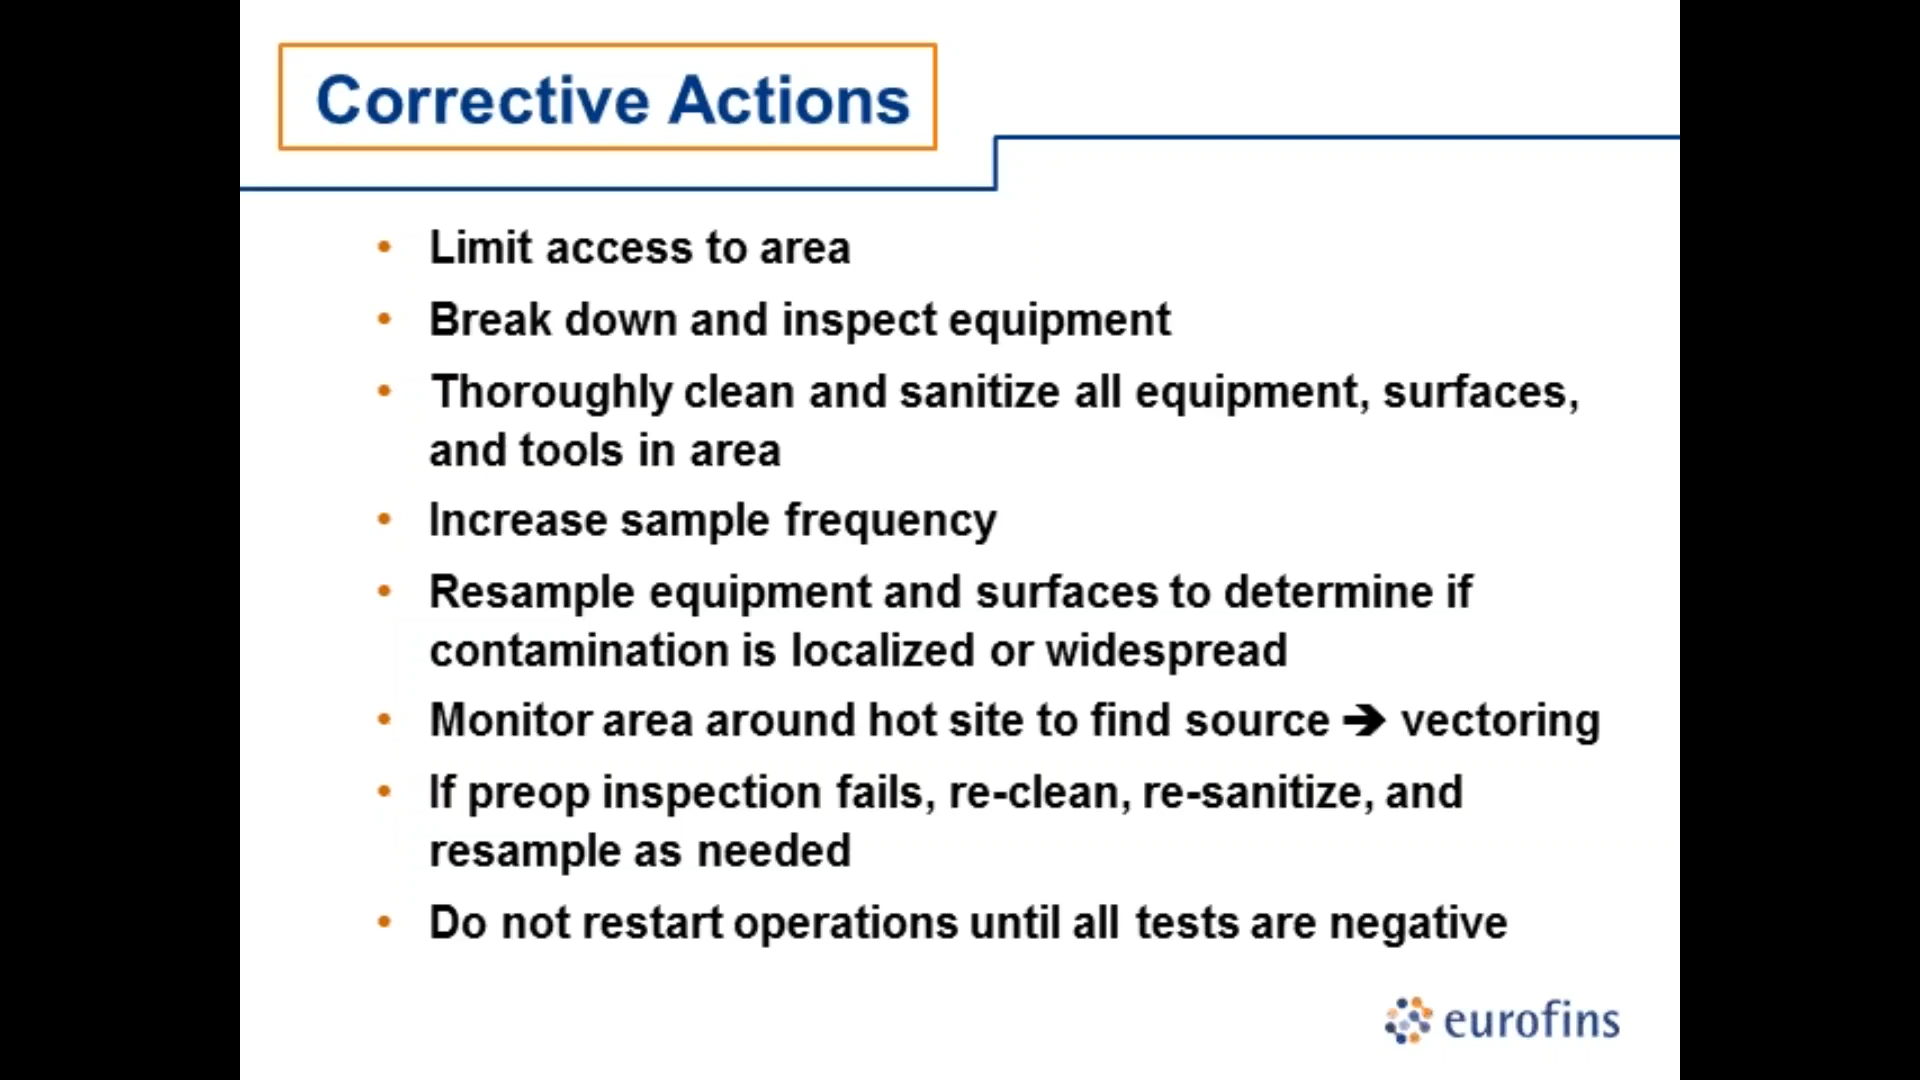 Corrective Actions
• Limit access to area
• Break down and inspect equipment
• Thoroughly clean and sanitize all equipment, surfaces,
and tools in area
• Increase sample frequency
• Resample equipment and surfaces to determine if
contamination is localized or widespread
• Monitor area around hot site to find source ➔ vectoring
• If preop inspection fails, re-clean, re-sanitize, and
resample as needed
• Do not restart operations until all tests are negative
eurofins